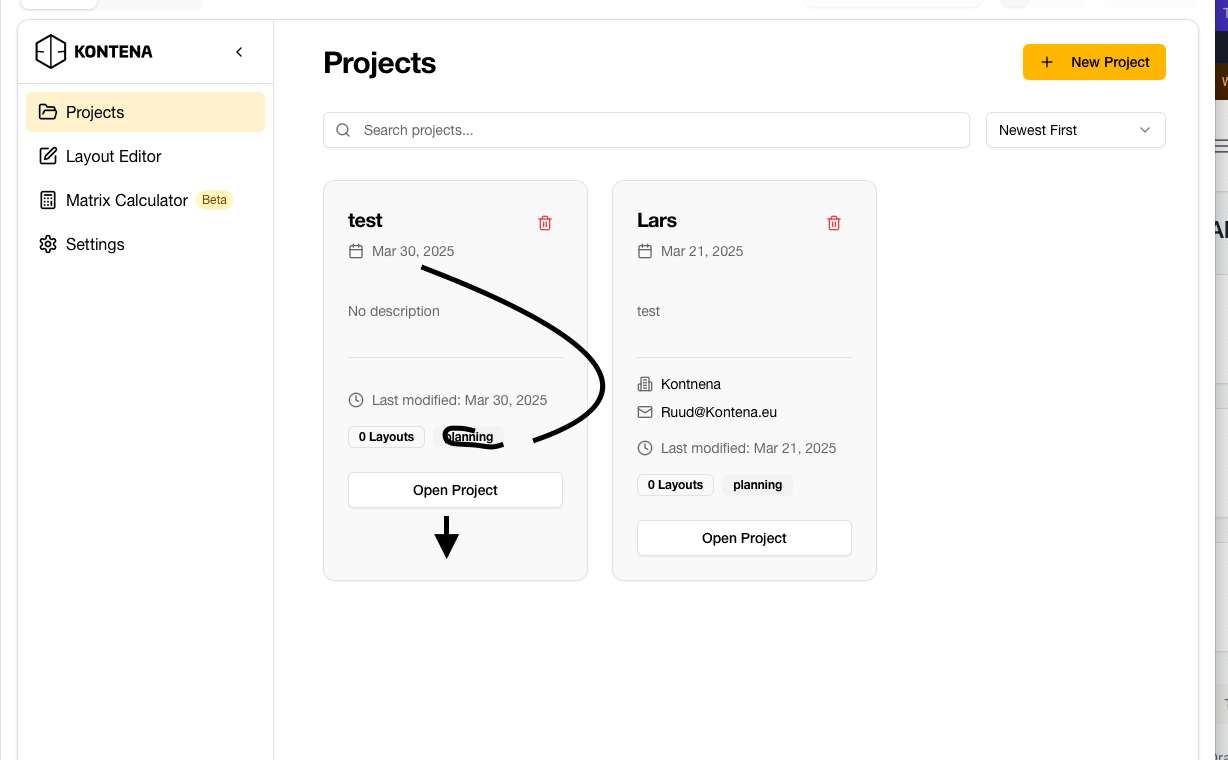 KONTENA
Projects
Layout Editor
Matrix Calculator Beta
Settings
Projects
+ New Project
Search projects...
Newest First
test
Mar 30, 2025
No description
Last modified: Mar 30, 2025
0 Layouts planning
Open Project
Lars
Mar 21, 2025
test
Kontnena
Ruud@Kontena.eu
Last modified: Mar 21, 2025
0 Layouts planning
Open Project